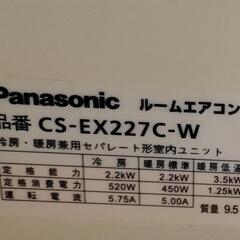 Panasonic ルームエアコン
品番 CS-EX227C-W
冷房・暖房兼用セパレート形室内ユニット
冷房 暖房標準 暖房低温
定格能力 2.2kW 2.2kW 3.5kW
定格消費電力 520W 450W 1.25kW
運転電流 5.75A 5.00A
質量 9.5